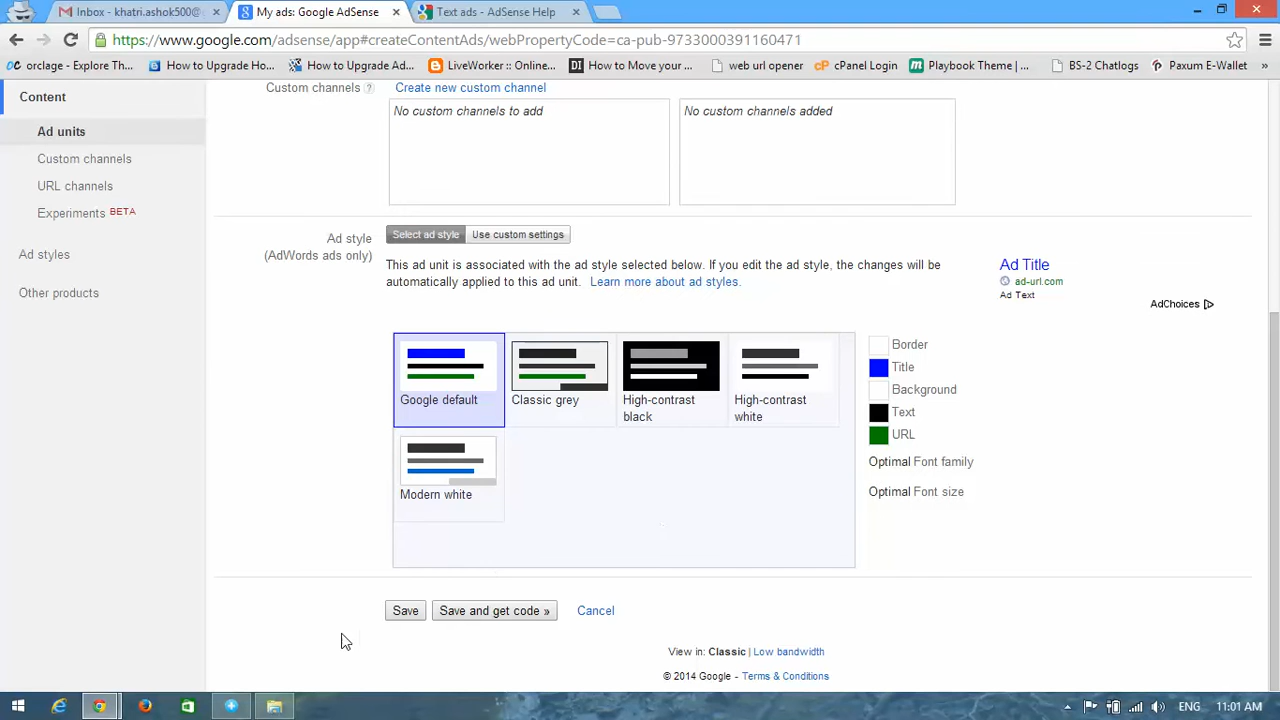 Inbox - khatri.ashok500@
My ads: Google AdSense
Text ads - AdSense Help
https://www.google.com/adsense/app#createContentAds/webPropertyCode=ca-pub-9733000391160471
orclage - Explore Th...
How to Upgrade Ho...
How to Upgrade Ad...
LiveWorker :: Online...
How to Move your ...
web url opener
cPanel Login
Playbook Theme | ...
BS-2 Chatlogs
Paxum E-Wallet
Content
Ad units
Custom channels
URL channels
Experiments BETA
Ad styles
Other products
Custom channels ?
Create new custom channel
No custom channels to add
No custom channels added
Ad style
(AdWords ads only)
Select ad style
Use custom settings
This ad unit is associated with the ad style selected below. If you edit the ad style, the changes will be
automatically applied to this ad unit. Learn more about ad styles.
Ad Title
ad-url.com
Ad Text
AdChoices
Google default
Classic grey
High-contrast
black
High-contrast
white
Modern white
Border
Title
Background
Text
URL
Optimal Font family
Optimal Font size
Save
Save and get code »
Cancel
View in: Classic | Low bandwidth
© 2014 Google - Terms & Conditions
ENG
11:01 AM